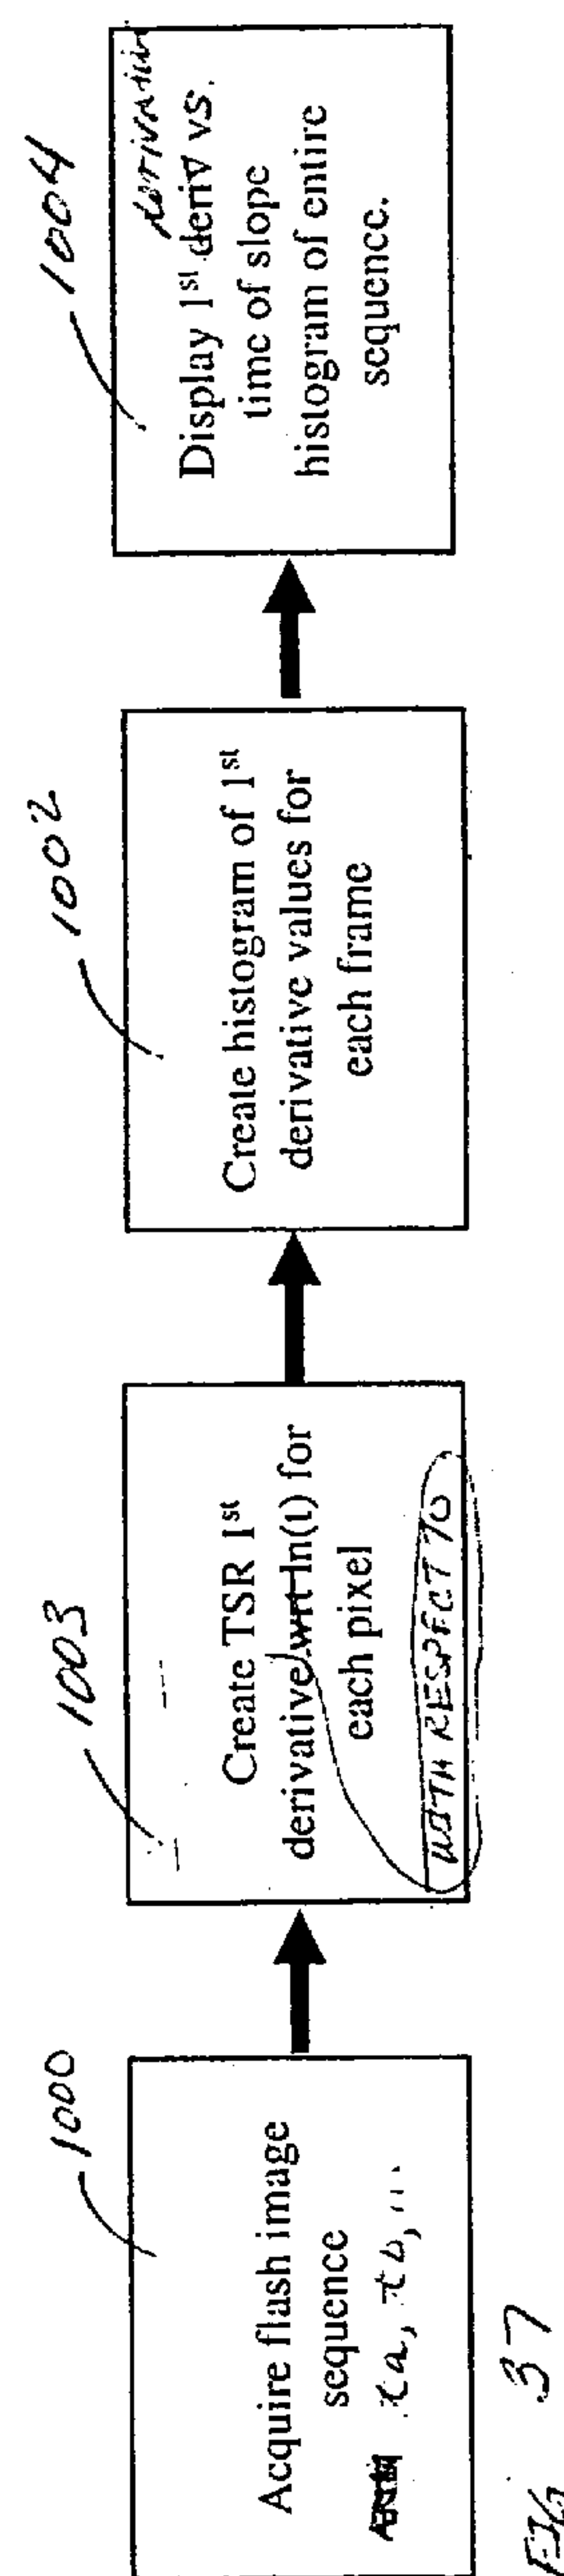 1000
Acquire flash image
sequence
ta, tb, ...
1003
Create TSR 1st
derivative wrt ln(t) for
each pixel
WITH RESPECT TO
1002
Create histogram of 1st
derivative values for
each frame
1004
derivative
Display 1st deriv vs.
time of slope
histogram of entire
sequence.
FIG 37